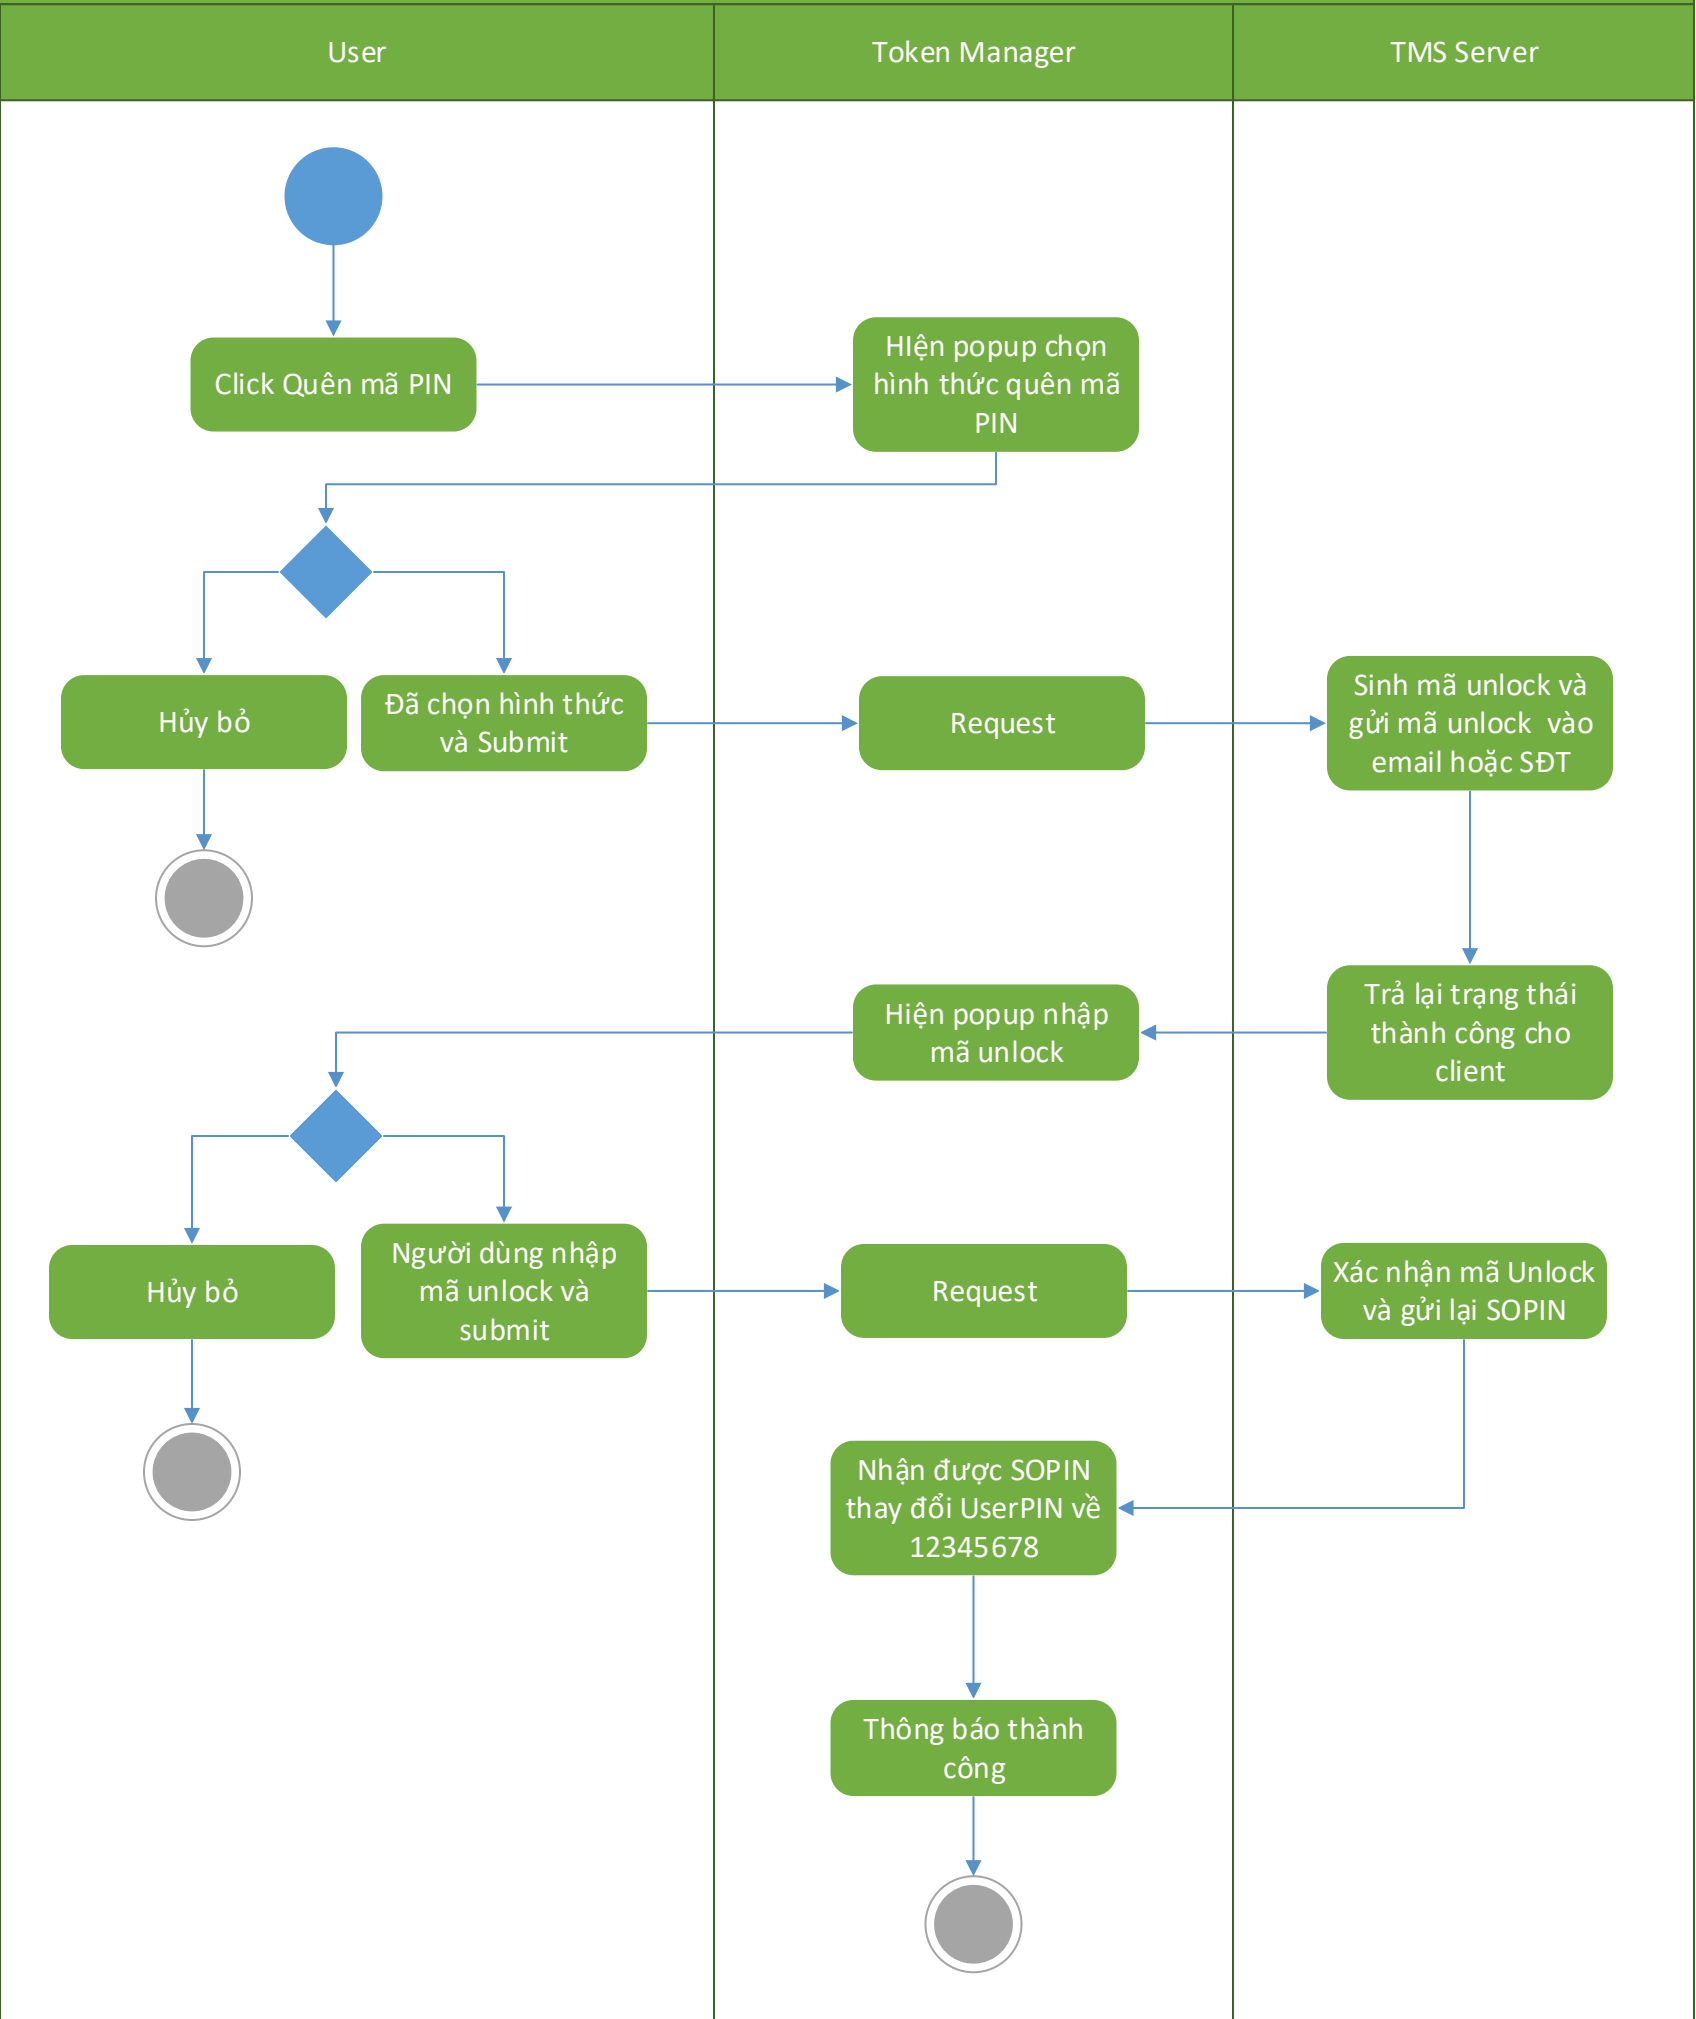 User
Token Manager
TMS Server
Click Quên mã PIN
HIện popup chọn
hình thức quên mã
PIN
Hủy bỏ
Đã chọn hình thức
và Submit
Request
Sinh mã unlock và
gửi mã unlock vào
email hoặc SĐT
Hiện popup nhập
mã unlock
Trả lại trạng thái
thành công cho
client
Hủy bỏ
Người dùng nhập
mã unlock và
submit
Request
Xác nhận mã Unlock
và gửi lại SOPIN
Nhận được SOPIN
thay đổi UserPIN về
12345678
Thông báo thành
công